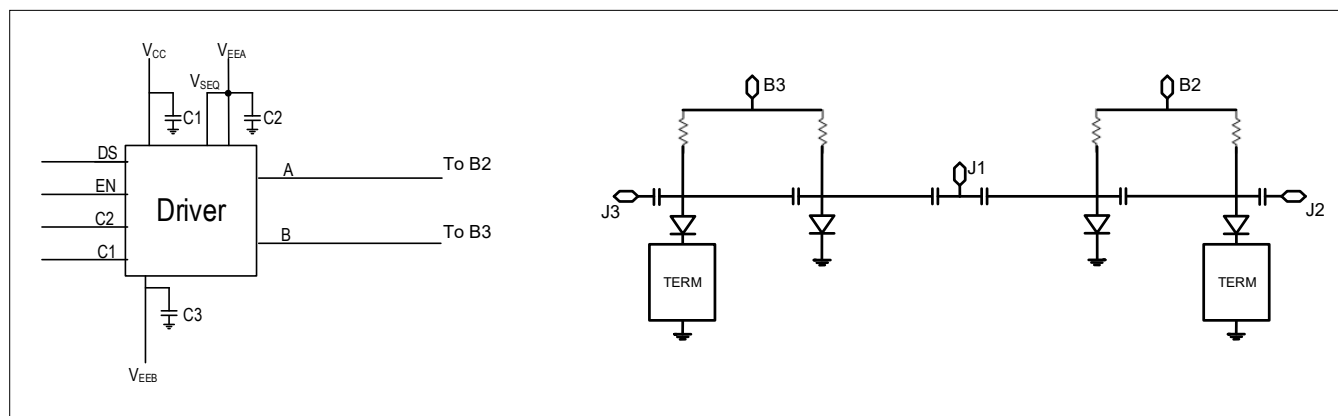 VCC
VEEA
VSEQ
C1
C2
DS
EN
C2
C1
Driver
A
To B2
B
To B3
C3
VEEB
B3
B2
J1
J3
J2
TERM
TERM